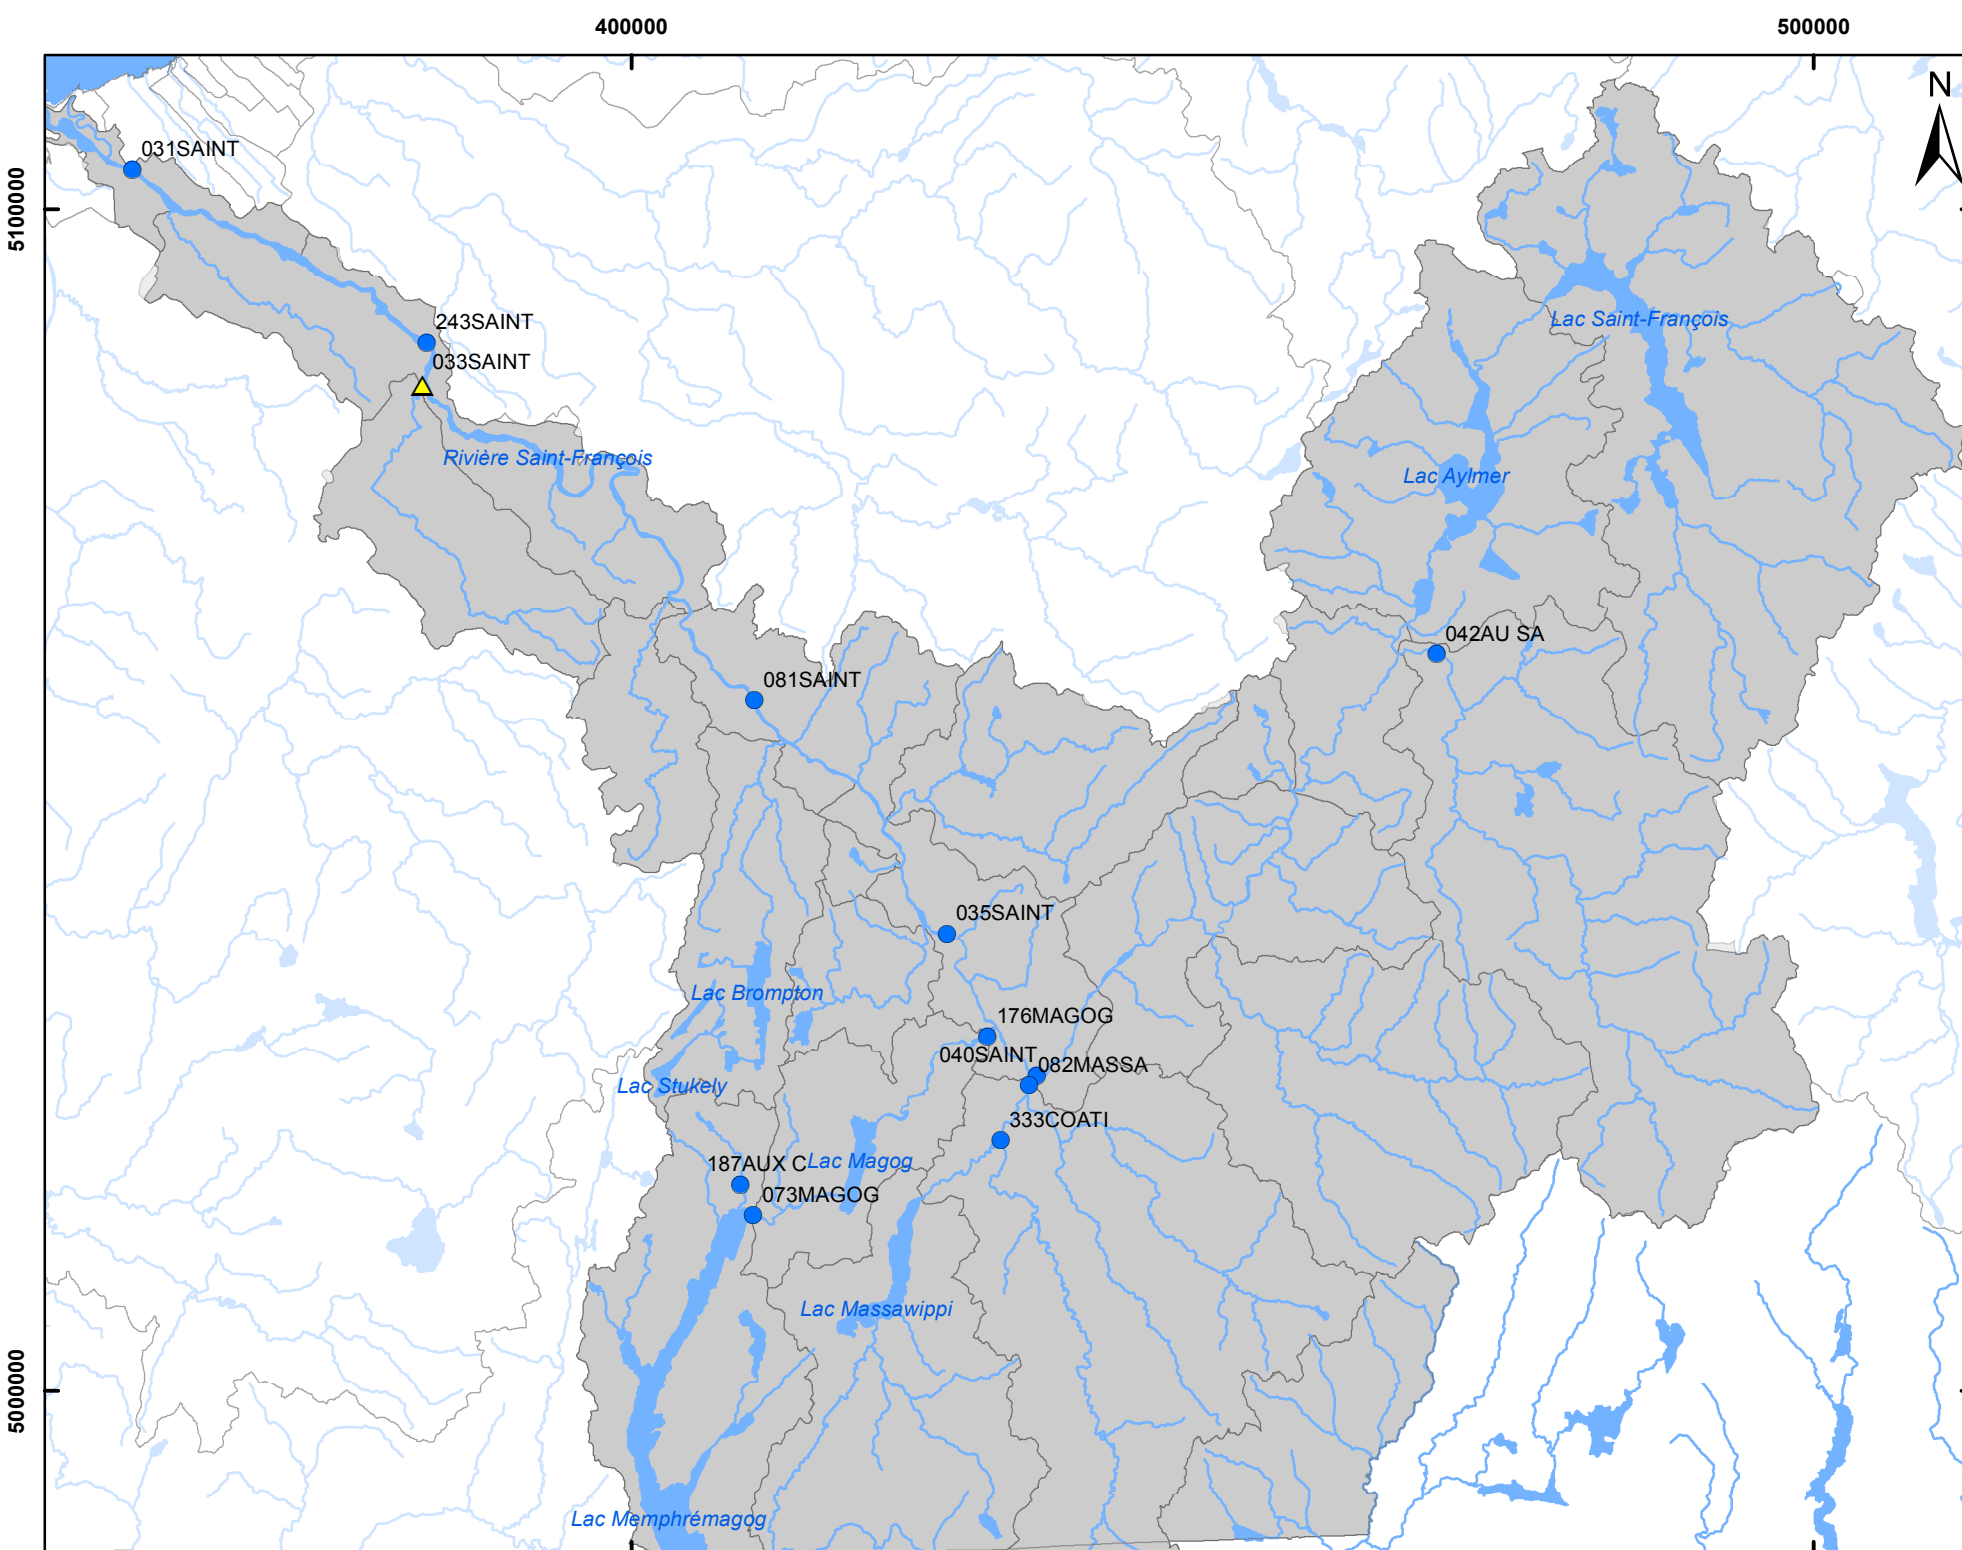 400000
500000
N
031SAINT
5100000
243SAINT
Lac Saint-François
033SAINT
Rivière Saint-François
Lac Aylmer
042AU SA
081SAINT
035SAINT
Lac Brompton
176MAGOG
040SAINT
082MASSA
Lac Stukely
333COATI
187AUX C
Lac Magog
073MAGOG
Lac Massawippi
5000000
Lac Memphrémagog